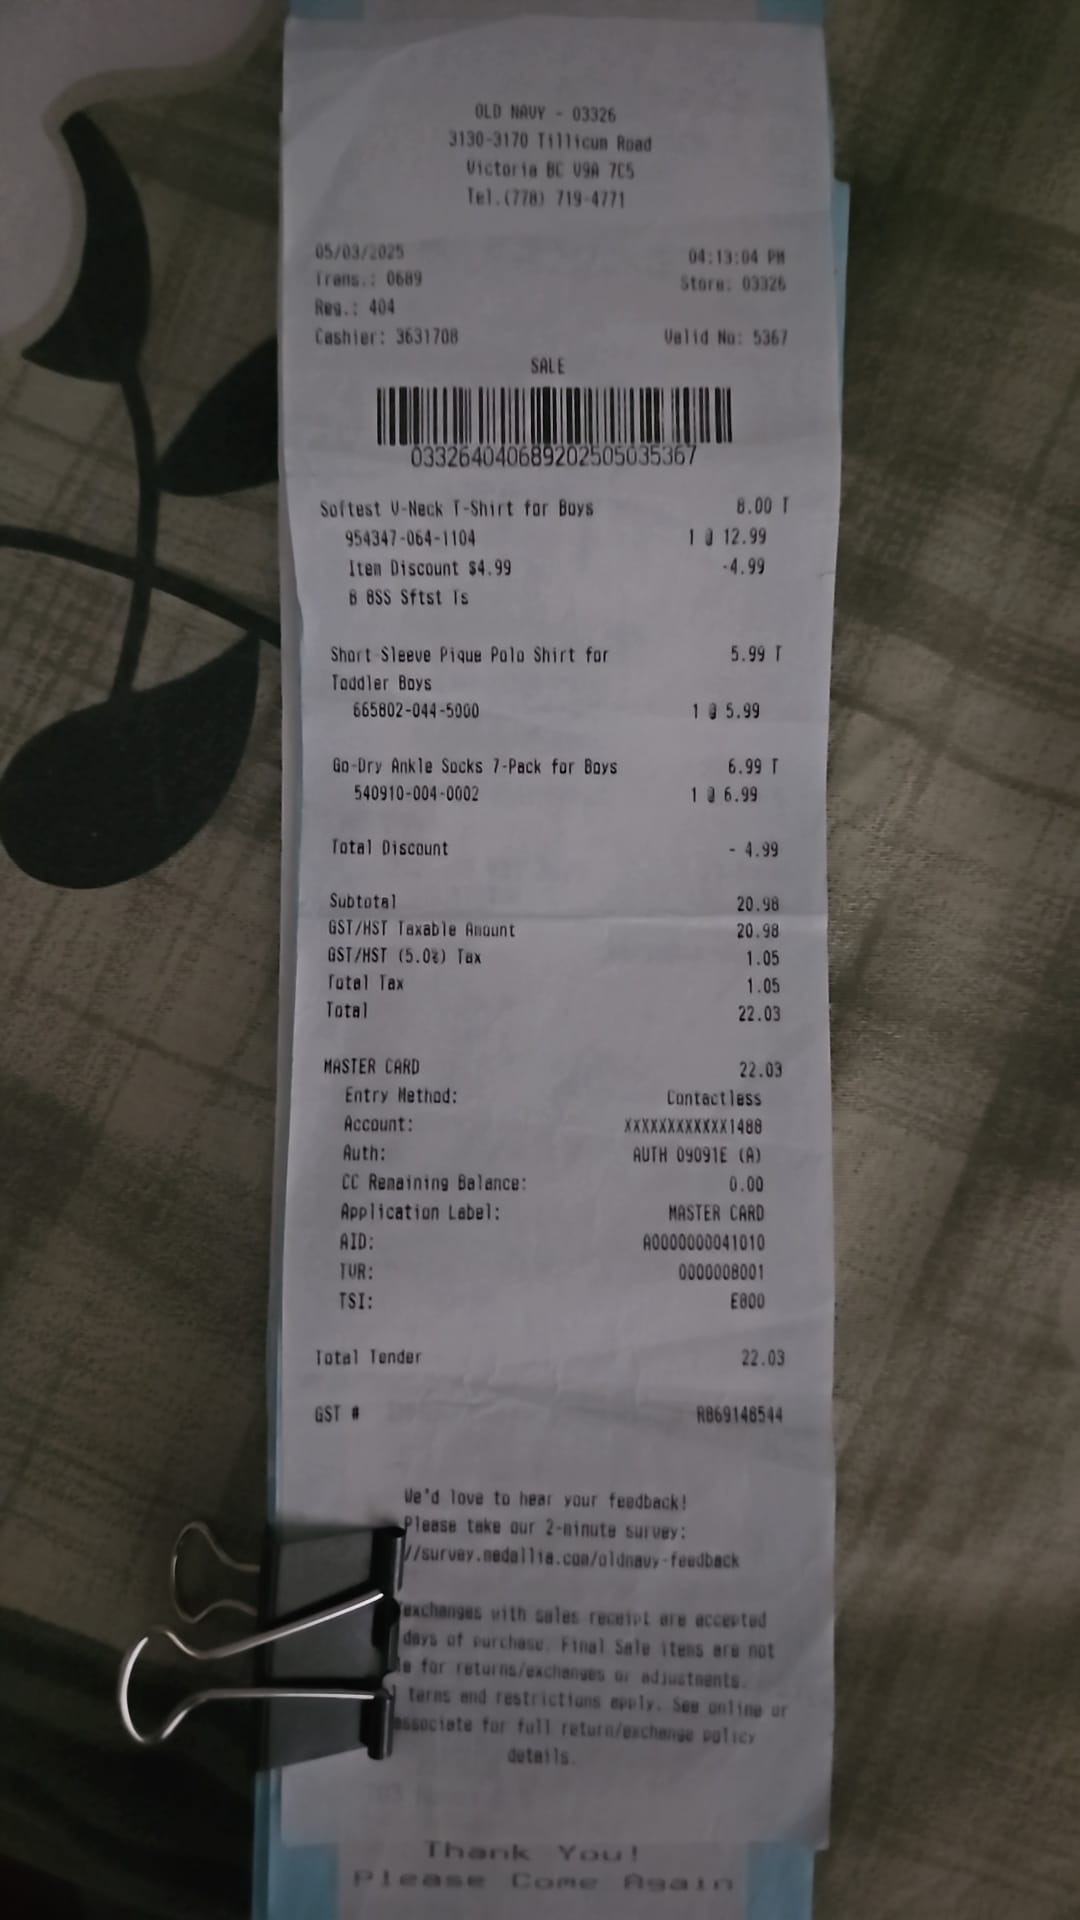 OLD NAVY - 03326
3130-3170 Tillicum Road
Victoria BC V9A 7C5
Tel.(778) 719-4771
05/03/2025 04:13:04 PM
Trans.: 0689 Store: 03326
Reg.: 404
Cashier: 3631708 Valid No: 5367
SALE
033264040689202505035367
Softest V-Neck T-Shirt for Boys 8.00 T
954347-064-1104 1 @ 12.99
Item Discount $4.99 -4.99
B BSS Sftst Ts
Short Sleeve Pique Polo Shirt for 5.99 T
Toddler Boys
665802-044-5000 1 @ 5.99
Go-Dry Ankle Socks 7-Pack for Boys 6.99 T
540910-004-0002 1 @ 6.99
Total Discount - 4.99
Subtotal 20.98
GST/HST Taxable Amount 20.98
GST/HST (5.0%) Tax 1.05
Total Tax 1.05
Total 22.03
MASTER CARD 22.03
Entry Method: Contactless
Account: XXXXXXXXXXXX1488
Auth: AUTH 09091E (A)
CC Remaining Balance: 0.00
Application Label: MASTER CARD
AID: A0000000041010
TVR: 0000008001
TSI: E800
Total Tender 22.03
GST # R869148544
We'd love to hear your feedback!
Please take our 2-minute survey:
//survey.medallia.com/oldnavy-feedback
exchanges with sales receipt are accepted
days of purchase. Final Sale items are not
for returns/exchanges or adjustments.
terms and restrictions apply. See online or
associate for full return/exchange policy
details.
Thank You!
Please Come Again